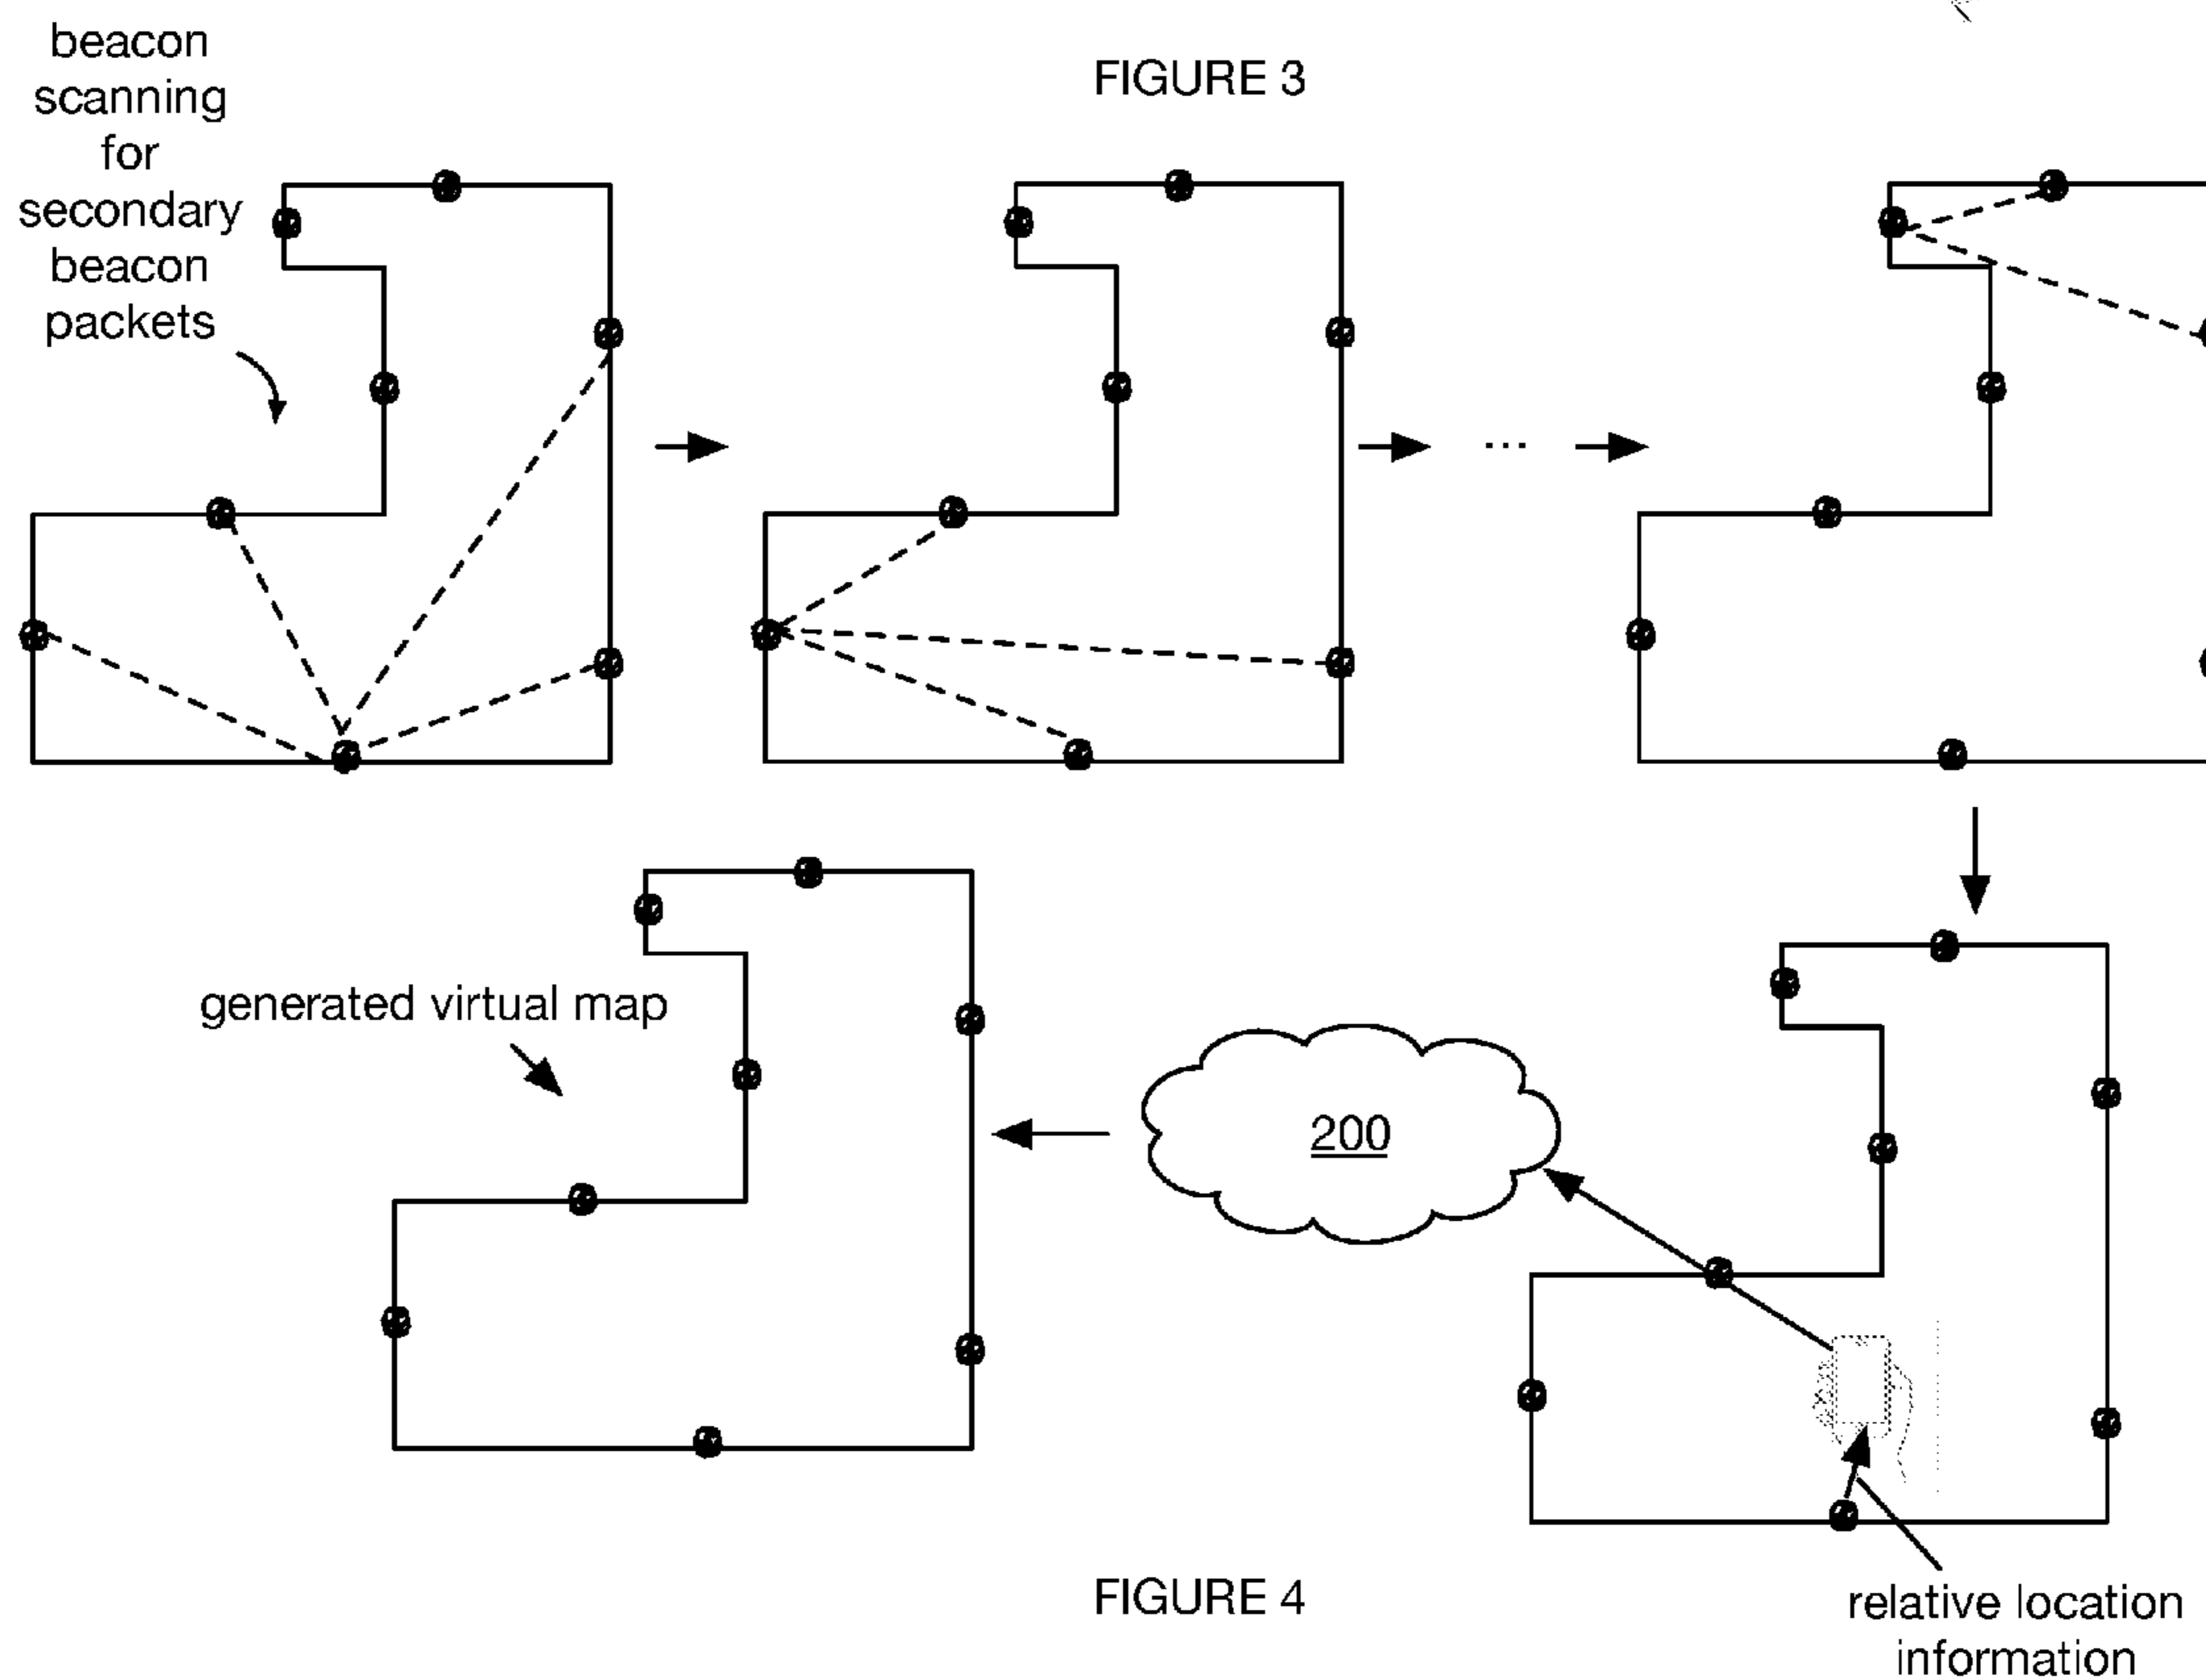 beacon
scanning
for
secondary
beacon
packets
FIGURE 3
...
generated virtual map
200
FIGURE 4
relative location
information